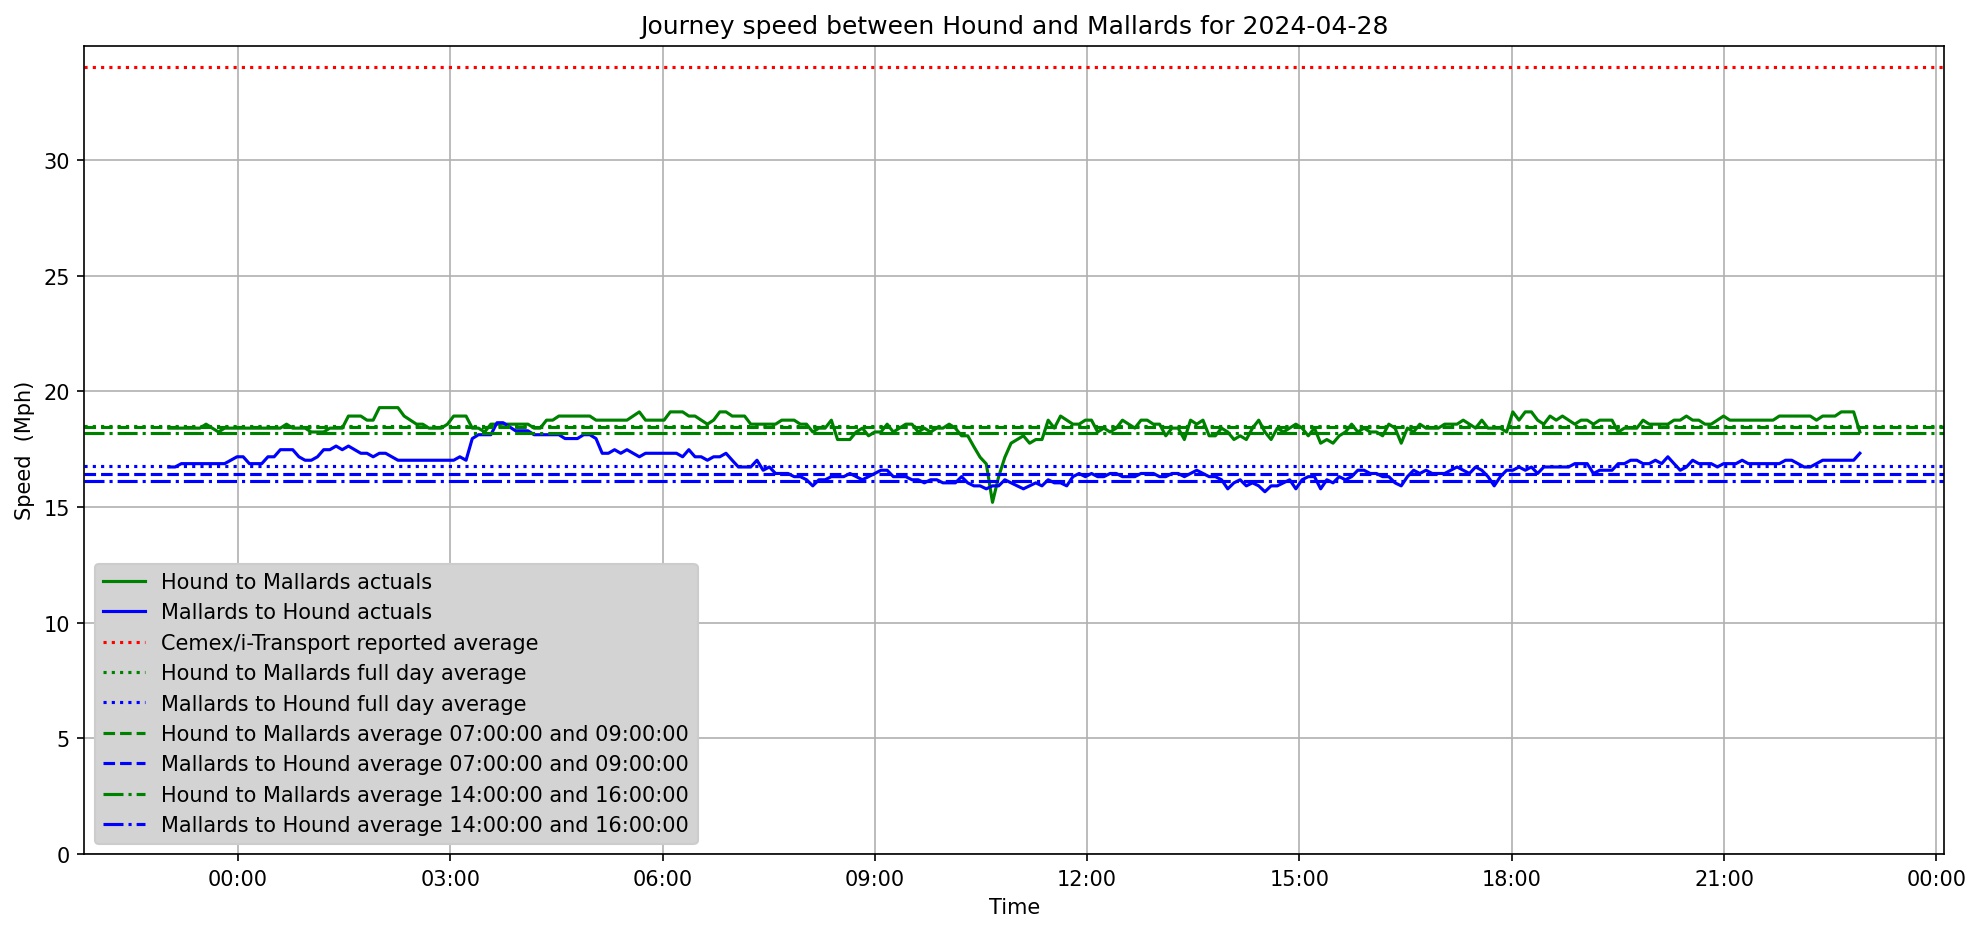 Journey speed between Hound and Mallards for 2024-04-28
Speed (Mph)
30
25
20
15
10
5
0
Hound to Mallards actuals
Mallards to Hound actuals
Cemex/i-Transport reported average
Hound to Mallards full day average
Mallards to Hound full day average
Hound to Mallards average 07:00:00 and 09:00:00
Mallards to Hound average 07:00:00 and 09:00:00
Hound to Mallards average 14:00:00 and 16:00:00
Mallards to Hound average 14:00:00 and 16:00:00
00:00 03:00 06:00 09:00 12:00 15:00 18:00 21:00 00:00
Time